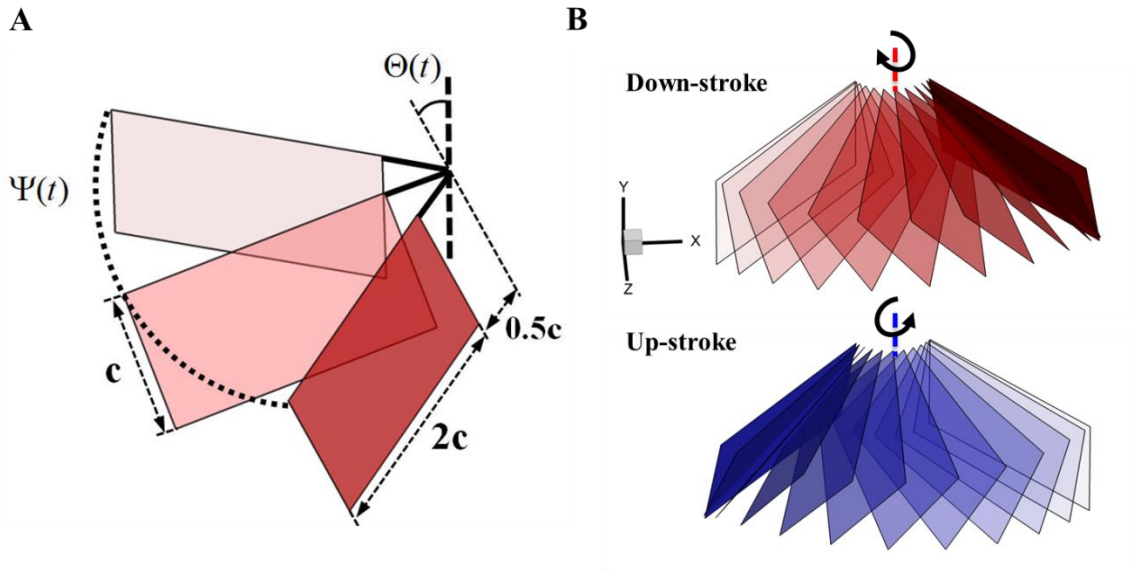 A
B
Θ(t)
Down-stroke
Ψ(t)
Y
X
Z
0.5c
Up-stroke
c
2c